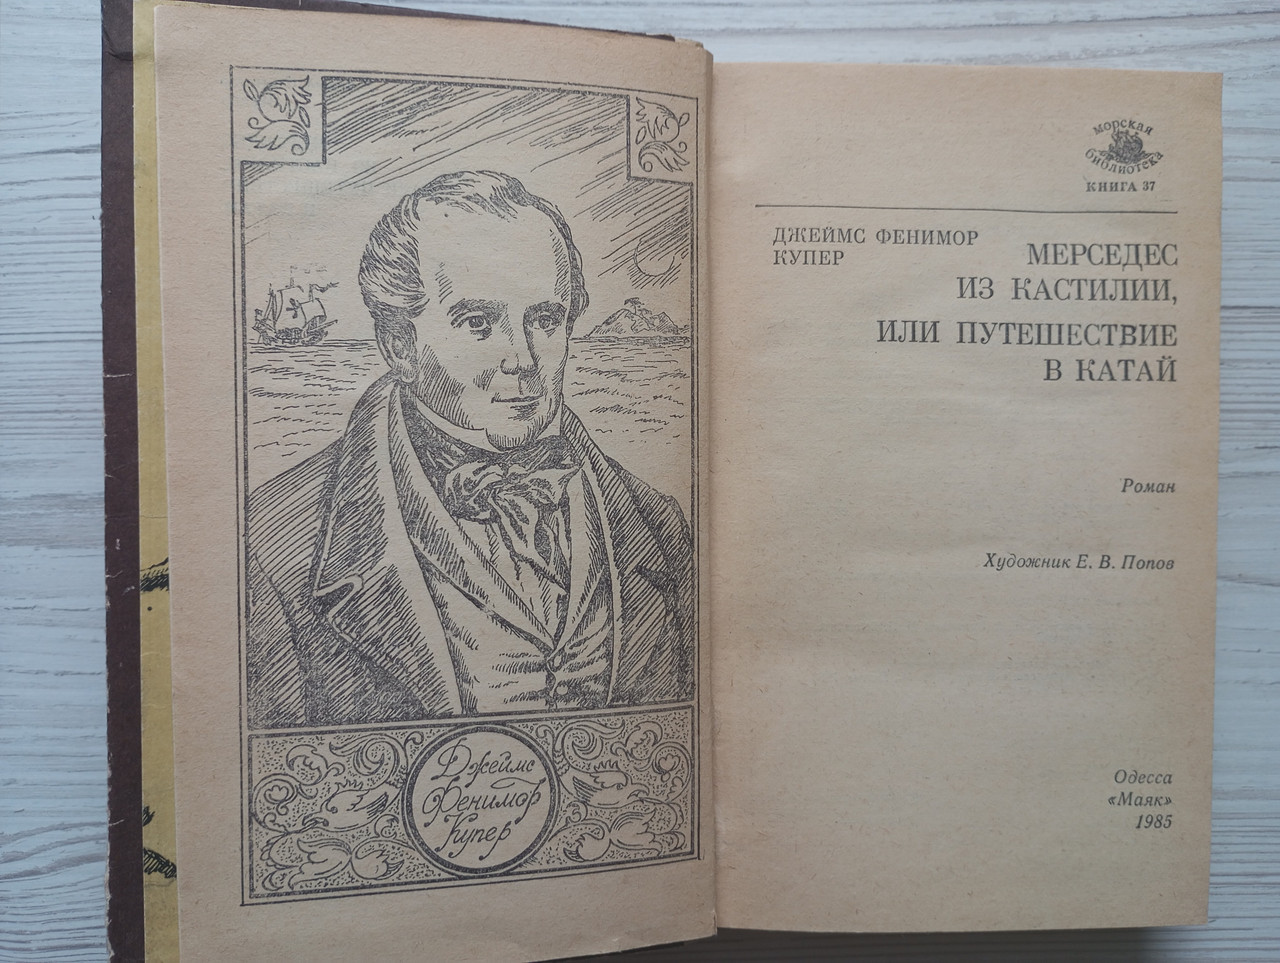 Джеймс
Фенимор
Купер
морская
библиотека
КНИГА 37
ДЖЕЙМС ФЕНИМОР
КУПЕР
МЕРСЕДЕС
ИЗ КАСТИЛИИ,
ИЛИ ПУТЕШЕСТВИЕ
В КАТАЙ
Роман
Художник Е. В. Попов
Одесса
«Маяк»
1985